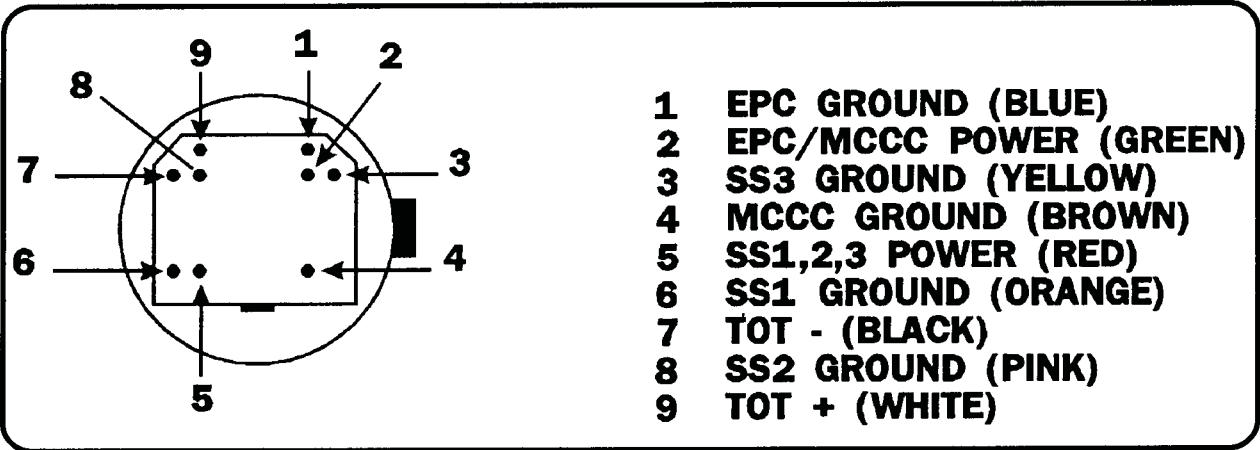 9
1
2
8
7
3
6
4
5
1 EPC GROUND (BLUE)
2 EPC/MCCC POWER (GREEN)
3 SS3 GROUND (YELLOW)
4 MCCC GROUND (BROWN)
5 SS1,2,3 POWER (RED)
6 SS1 GROUND (ORANGE)
7 TOT - (BLACK)
8 SS2 GROUND (PINK)
9 TOT + (WHITE)